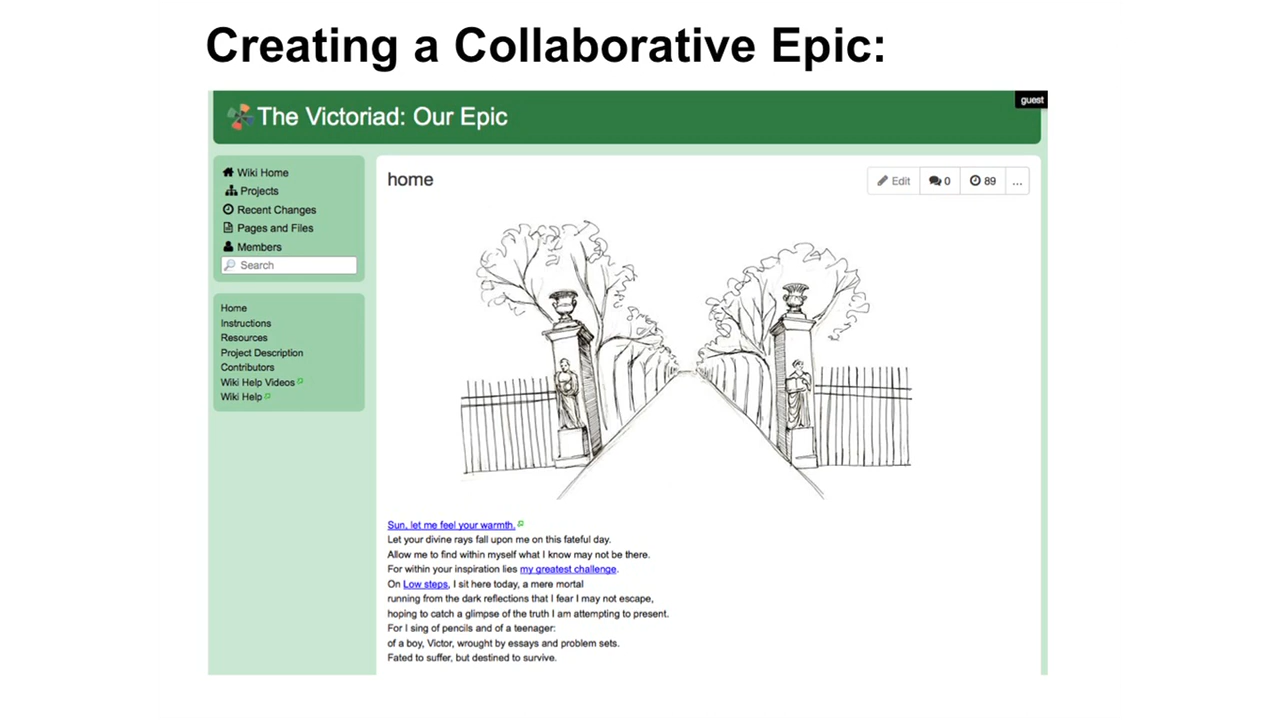 Creating a Collaborative Epic:
guest
The Victoriad: Our Epic
Wiki Home
Projects
Recent Changes
Pages and Files
Members
Search
Home
Instructions
Resources
Project Description
Contributors
Wiki Help Videos
Wiki Help
home
Edit
0
89
...
Sun, let me feel your warmth.
Let your divine rays fall upon me on this fateful day.
Allow me to find within myself what I know may not be there.
For within your inspiration lies my greatest challenge.
On Low steps, I sit here today, a mere mortal
running from the dark reflections that I fear I may not escape,
hoping to catch a glimpse of the truth I am attempting to present.
For I sing of pencils and of a teenager:
of a boy, Victor, wrought by essays and problem sets.
Fated to suffer, but destined to survive.